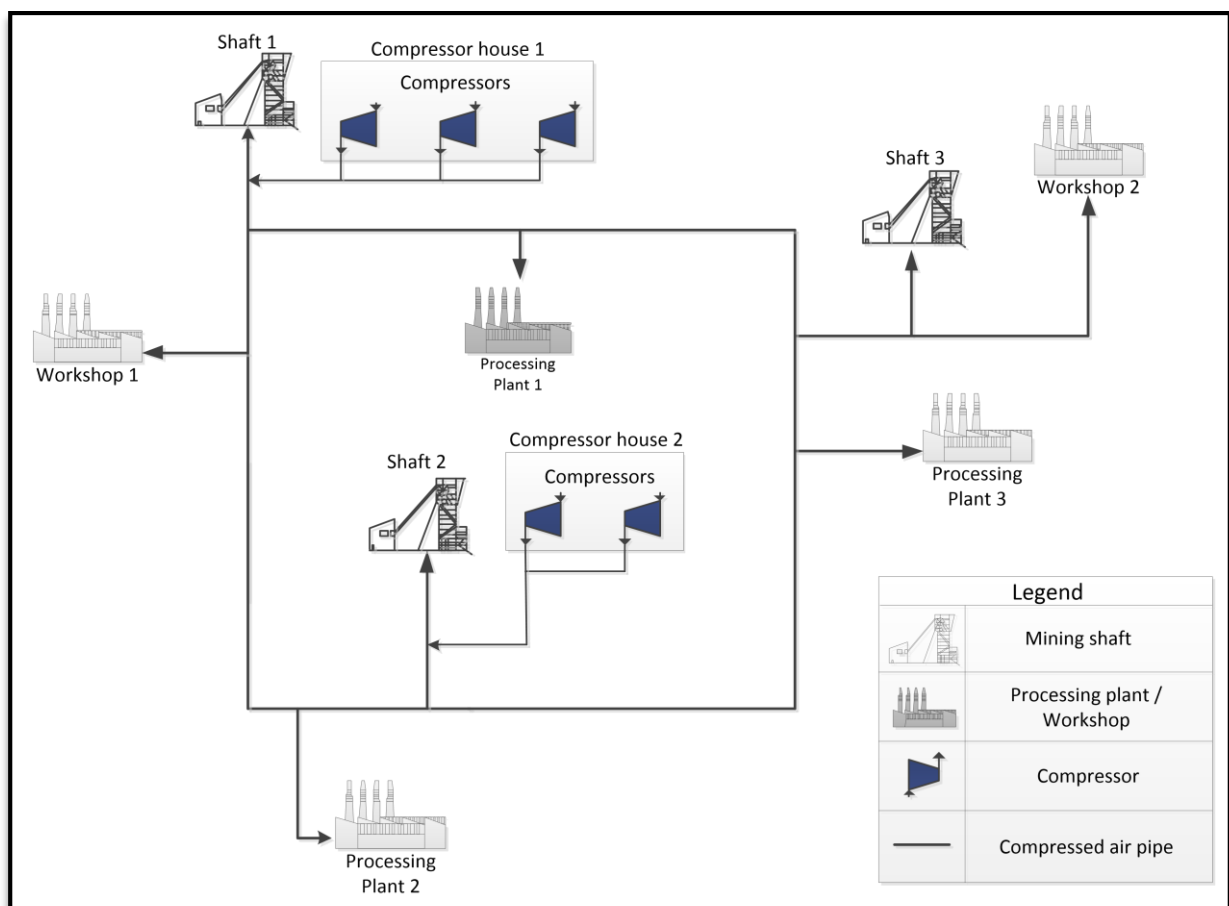 Shaft 1
Compressor house 1
Compressors
Shaft 3
Workshop 2
Workshop 1
Processing
Plant 1
Compressor house 2
Shaft 2
Compressors
Processing
Plant 3
Legend
Mining shaft
Processing plant /
Workshop
Compressor
Compressed air pipe
Processing
Plant 2